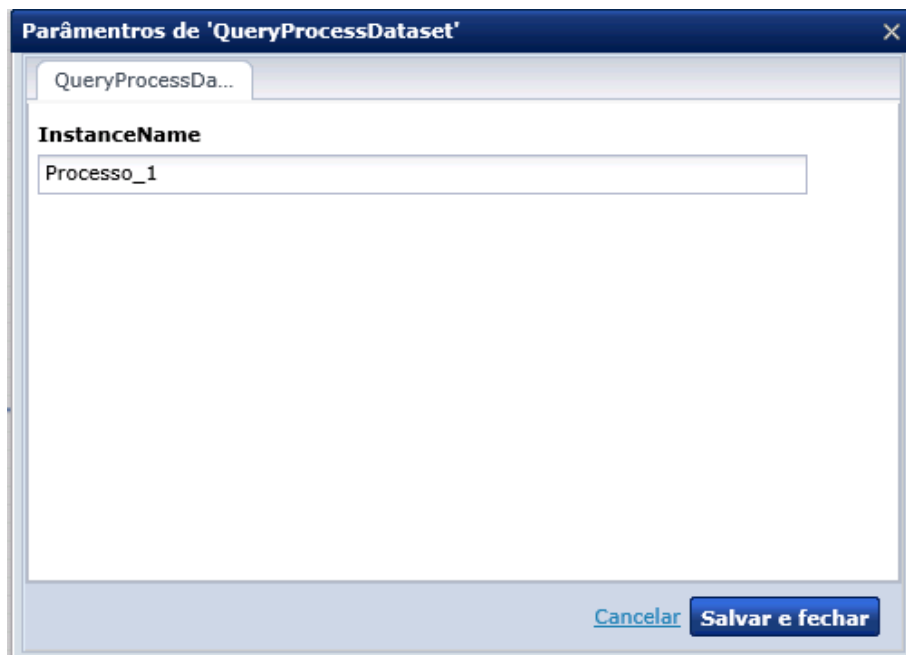 Parâmentros de 'QueryProcessDataset'
QueryProcessDa...
InstanceName
Processo_1
Cancelar Salvar e fechar